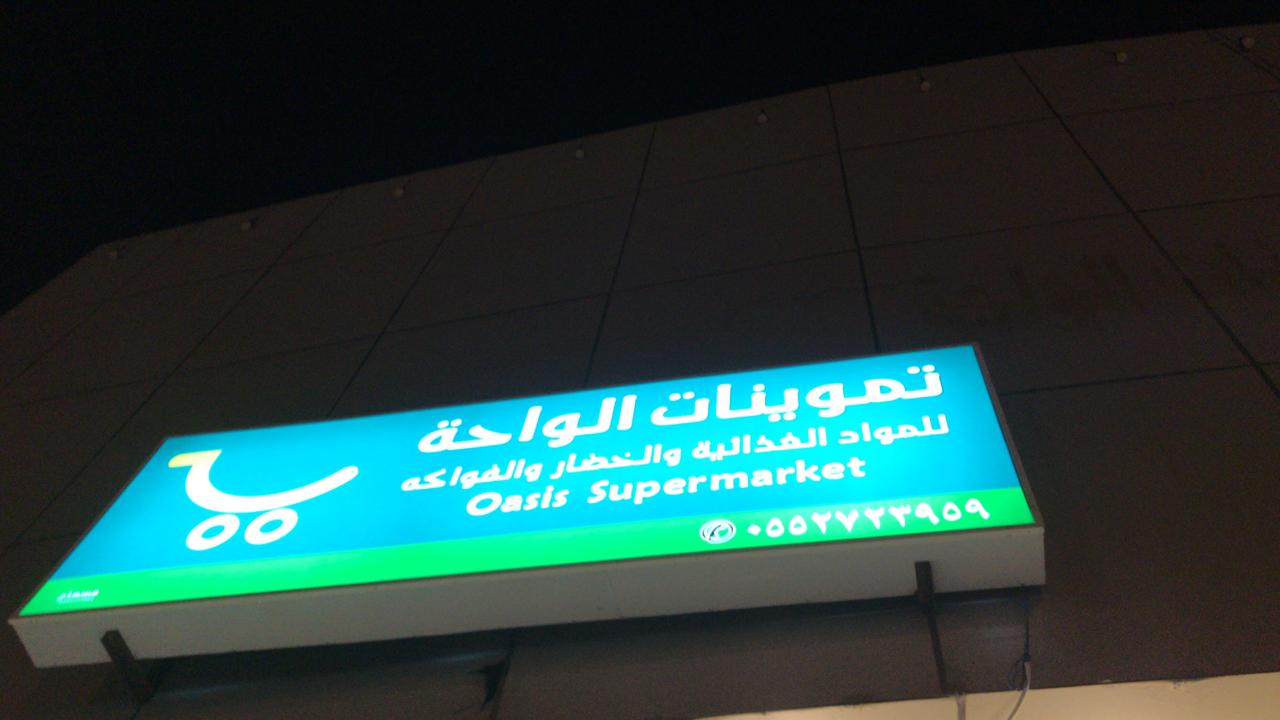 تموينات الواحة
للمواد الغذائية والخضار والفواكه
Oasis Supermarket
٠٥٥٢٧٢٣٩٥٩